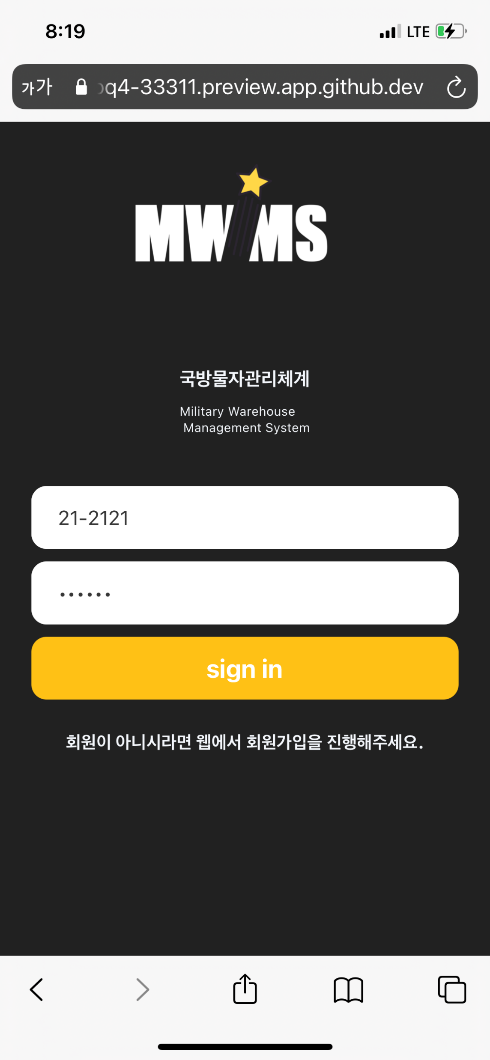 8:19
LTE
가가
q4-33311.preview.app.github.dev
MWMS
국방물자관리체계
Military Warehouse
Management System
21-2121
••••••
sign in
회원이 아니시라면 웹에서 회원가입을 진행해주세요.